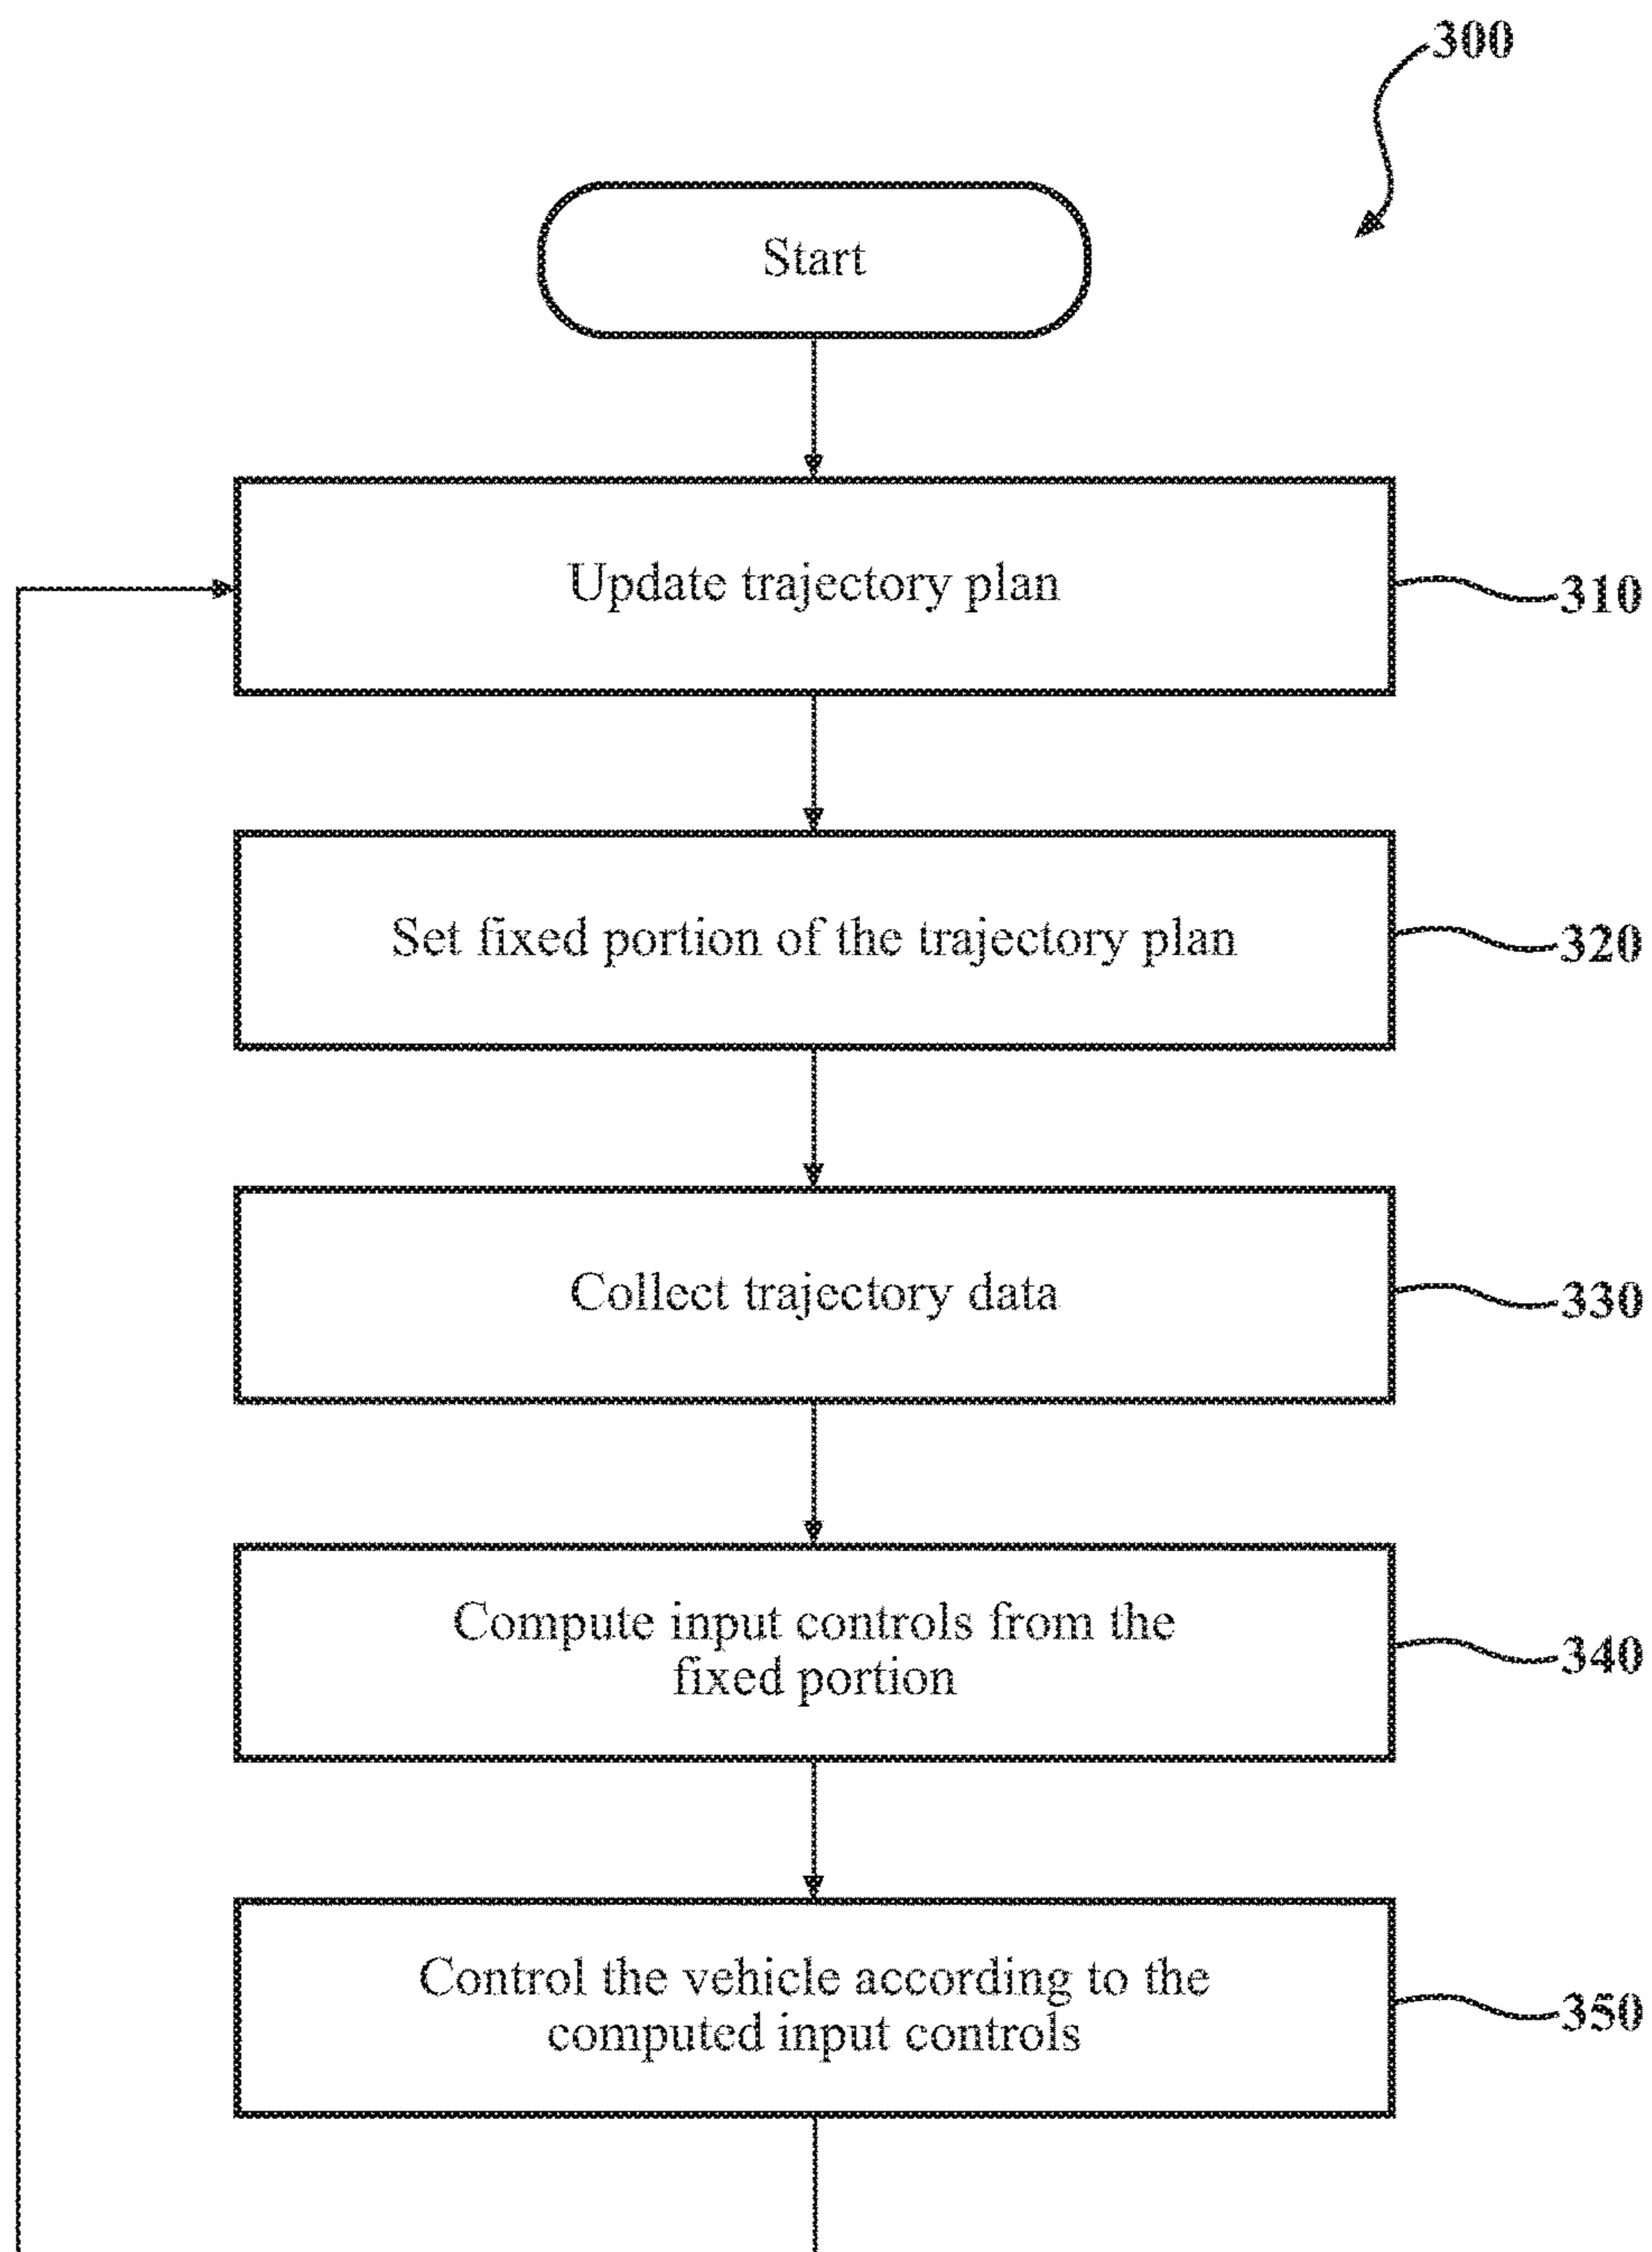 300
Start
Update trajectory plan
310
Set fixed portion of the trajectory plan
320
Collect trajectory data
330
Compute input controls from the
fixed portion
340
Control the vehicle according to the
computed input controls
350